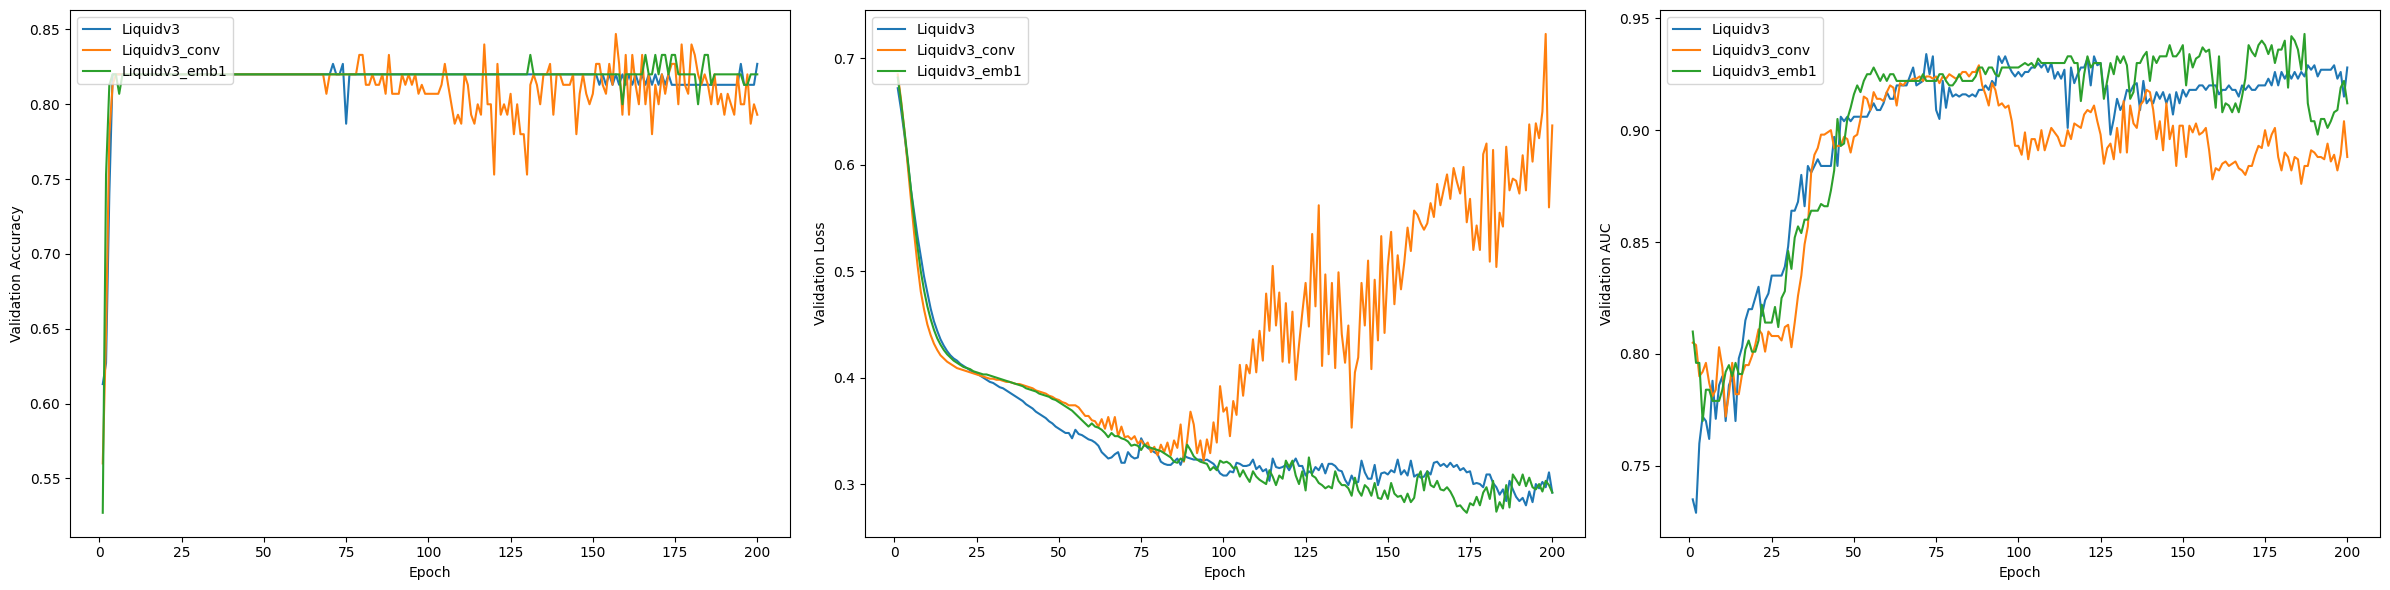 Liquidv3
Liquidv3_conv
Liquidv3_emb1
Validation Accuracy
0.85
0.80
0.75
0.70
0.65
0.60
0.55
0 25 50 75 100 125 150 175 200
Epoch
Liquidv3
Liquidv3_conv
Liquidv3_emb1
Validation Loss
0.7
0.6
0.5
0.4
0.3
0 25 50 75 100 125 150 175 200
Epoch
Liquidv3
Liquidv3_conv
Liquidv3_emb1
Validation AUC
0.95
0.90
0.85
0.80
0.75
0 25 50 75 100 125 150 175 200
Epoch